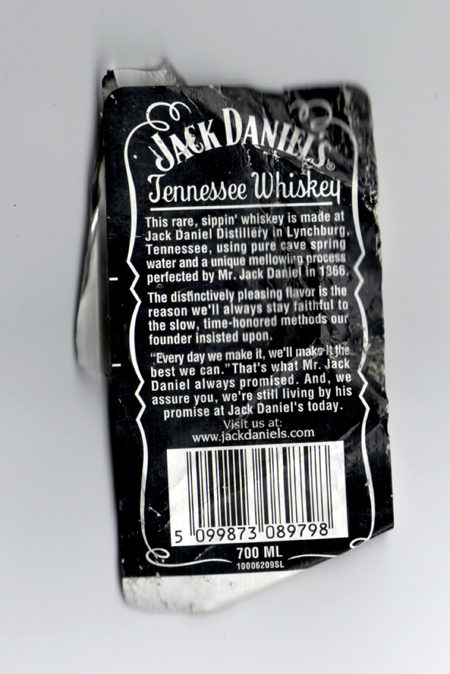 JACK DANIEL'S®
Tennessee Whiskey
This rare, sippin' whiskey is made at
Jack Daniel Distillery in Lynchburg,
Tennessee, using pure cave spring
water and a unique mellowing process
perfected by Mr. Jack Daniel in 1866.
The distinctively pleasing flavor is the
reason we'll always stay faithful to
the slow, time-honored methods our
founder insisted upon.
"Every day we make it, we'll make it the
best we can." That's what Mr. Jack
Daniel always promised. And, we
assure you, we're still living by his
promise at Jack Daniel's today.
Visit us at:
www.jackdaniels.com
5 099873 089798
700 ML
10006209SL